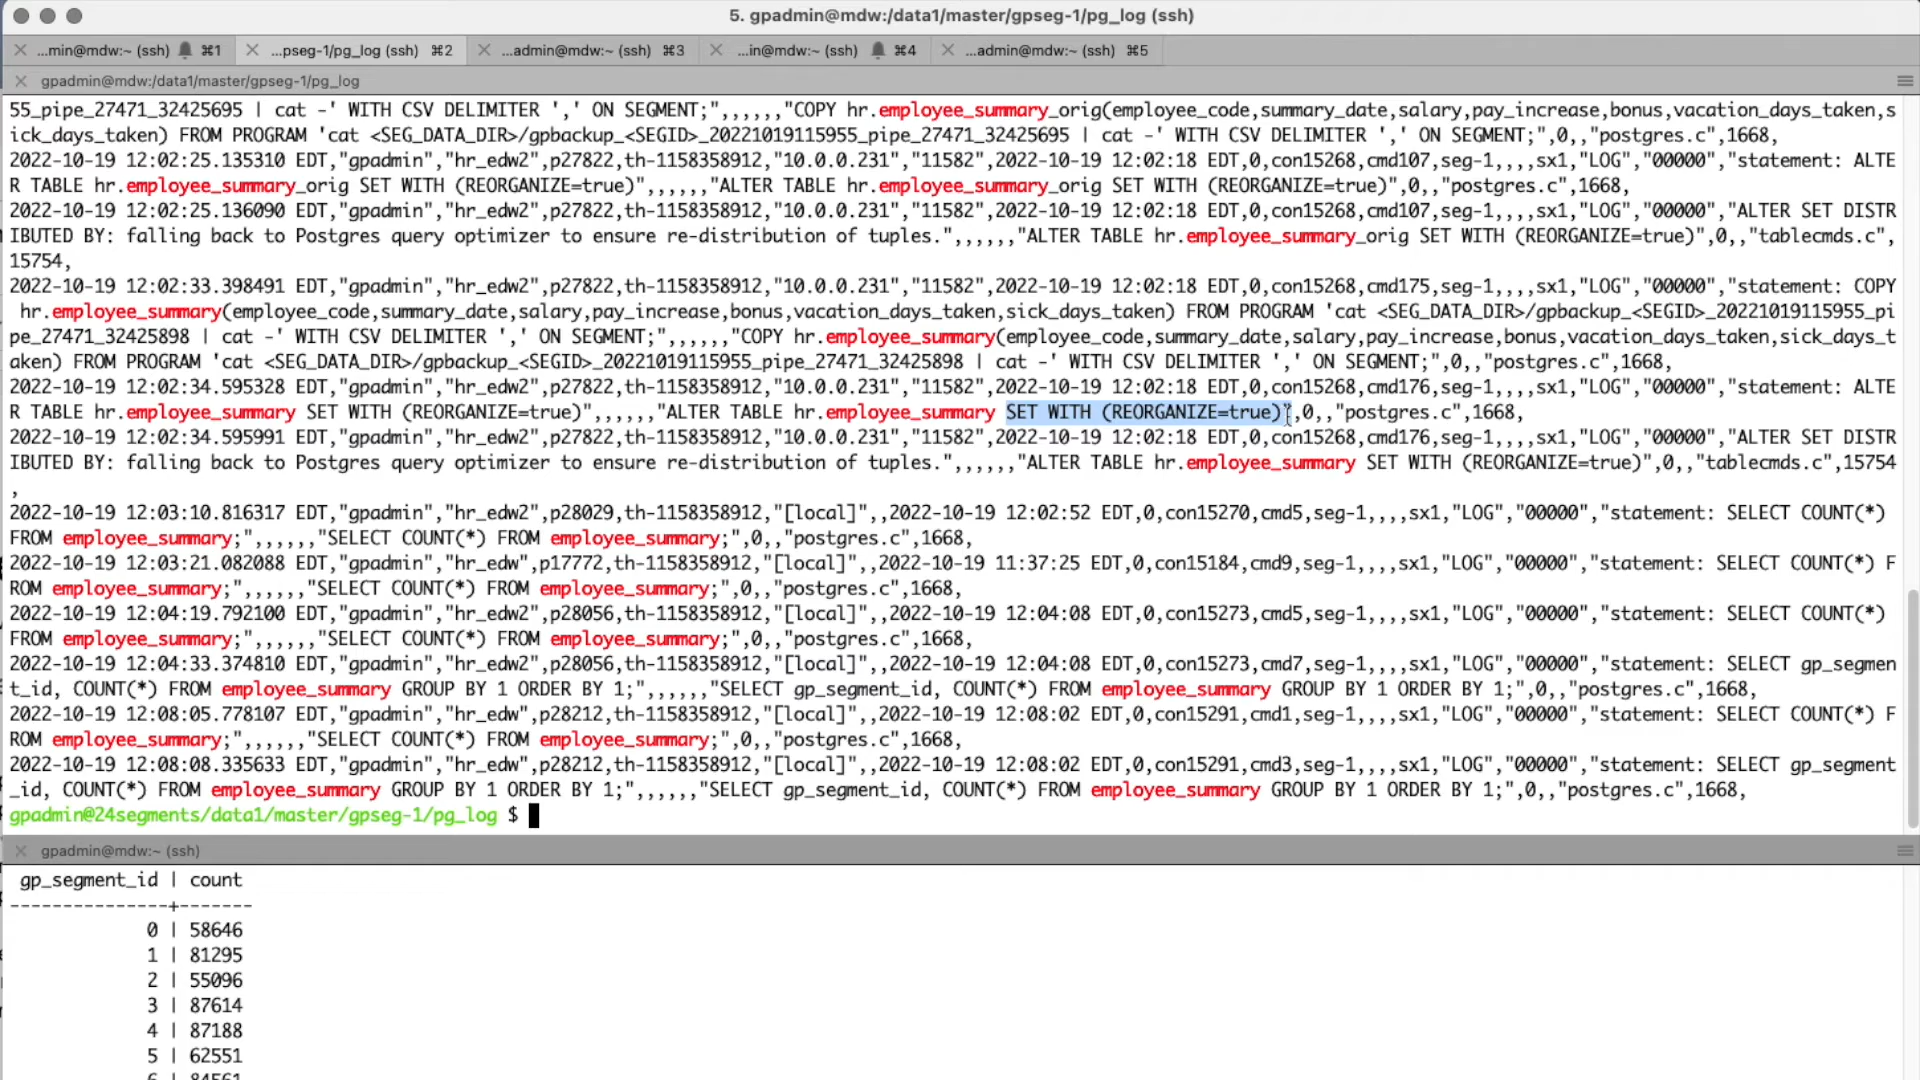 5. gpadmin@mdw:/data1/master/gpseg-1/pg_log (ssh)
...min@mdw:~ (ssh) ⌘1 ...pseg-1/pg_log (ssh) ⌘2 ...admin@mdw:~ (ssh) ⌘3 ...in@mdw:~ (ssh) ⌘4 ...admin@mdw:~ (ssh) ⌘5
gpadmin@mdw:/data1/master/gpseg-1/pg_log
55_pipe_27471_32425695 | cat -' WITH CSV DELIMITER ',' ON SEGMENT;",,,,,,"COPY hr.employee_summary_orig(employee_code,summary_date,salary,pay_increase,bonus,vacation_days_taken,s
ick_days_taken) FROM PROGRAM 'cat <SEG_DATA_DIR>/gpbackup_<SEGID>_20221019115955_pipe_27471_32425695 | cat -' WITH CSV DELIMITER ',' ON SEGMENT;",0,,"postgres.c",1668,
2022-10-19 12:02:25.135310 EDT,"gpadmin","hr_edw2",p27822,th-1158358912,"10.0.0.231","11582",2022-10-19 12:02:18 EDT,0,con15268,cmd107,seg-1,,,,sx1,"LOG","00000","statement: ALTE
R TABLE hr.employee_summary_orig SET WITH (REORGANIZE=true)",,,,,,"ALTER TABLE hr.employee_summary_orig SET WITH (REORGANIZE=true)",0,,"postgres.c",1668,
2022-10-19 12:02:25.136090 EDT,"gpadmin","hr_edw2",p27822,th-1158358912,"10.0.0.231","11582",2022-10-19 12:02:18 EDT,0,con15268,cmd107,seg-1,,,,sx1,"LOG","00000","ALTER SET DISTR
IBUTED BY: falling back to Postgres query optimizer to ensure re-distribution of tuples.",,,,,,"ALTER TABLE hr.employee_summary_orig SET WITH (REORGANIZE=true)",0,,"tablecmds.c",
15754,
2022-10-19 12:02:33.398491 EDT,"gpadmin","hr_edw2",p27822,th-1158358912,"10.0.0.231","11582",2022-10-19 12:02:18 EDT,0,con15268,cmd175,seg-1,,,,sx1,"LOG","00000","statement: COPY
hr.employee_summary(employee_code,summary_date,salary,pay_increase,bonus,vacation_days_taken,sick_days_taken) FROM PROGRAM 'cat <SEG_DATA_DIR>/gpbackup_<SEGID>_20221019115955_pi
pe_27471_32425898 | cat -' WITH CSV DELIMITER ',' ON SEGMENT;",,,,,,"COPY hr.employee_summary(employee_code,summary_date,salary,pay_increase,bonus,vacation_days_taken,sick_days_t
aken) FROM PROGRAM 'cat <SEG_DATA_DIR>/gpbackup_<SEGID>_20221019115955_pipe_27471_32425898 | cat -' WITH CSV DELIMITER ',' ON SEGMENT;",0,,"postgres.c",1668,
2022-10-19 12:02:34.595328 EDT,"gpadmin","hr_edw2",p27822,th-1158358912,"10.0.0.231","11582",2022-10-19 12:02:18 EDT,0,con15268,cmd176,seg-1,,,,sx1,"LOG","00000","statement: ALTE
R TABLE hr.employee_summary SET WITH (REORGANIZE=true)",,,,,,"ALTER TABLE hr.employee_summary SET WITH (REORGANIZE=true)",0,,"postgres.c",1668,
2022-10-19 12:02:34.595991 EDT,"gpadmin","hr_edw2",p27822,th-1158358912,"10.0.0.231","11582",2022-10-19 12:02:18 EDT,0,con15268,cmd176,seg-1,,,,sx1,"LOG","00000","ALTER SET DISTR
IBUTED BY: falling back to Postgres query optimizer to ensure re-distribution of tuples.",,,,,,"ALTER TABLE hr.employee_summary SET WITH (REORGANIZE=true)",0,,"tablecmds.c",15754
,
2022-10-19 12:03:10.816317 EDT,"gpadmin","hr_edw2",p28029,th-1158358912,"[local]",,2022-10-19 12:02:52 EDT,0,con15270,cmd5,seg-1,,,,sx1,"LOG","00000","statement: SELECT COUNT(*)
FROM employee_summary;",,,,,,"SELECT COUNT(*) FROM employee_summary;",0,,"postgres.c",1668,
2022-10-19 12:03:21.082088 EDT,"gpadmin","hr_edw",p17772,th-1158358912,"[local]",,2022-10-19 11:37:25 EDT,0,con15184,cmd9,seg-1,,,,sx1,"LOG","00000","statement: SELECT COUNT(*) F
ROM employee_summary;",,,,,,"SELECT COUNT(*) FROM employee_summary;",0,,"postgres.c",1668,
2022-10-19 12:04:19.792100 EDT,"gpadmin","hr_edw2",p28056,th-1158358912,"[local]",,2022-10-19 12:04:08 EDT,0,con15273,cmd5,seg-1,,,,sx1,"LOG","00000","statement: SELECT COUNT(*)
FROM employee_summary;",,,,,,"SELECT COUNT(*) FROM employee_summary;",0,,"postgres.c",1668,
2022-10-19 12:04:33.374810 EDT,"gpadmin","hr_edw2",p28056,th-1158358912,"[local]",,2022-10-19 12:04:08 EDT,0,con15273,cmd7,seg-1,,,,sx1,"LOG","00000","statement: SELECT gp_segmen
t_id, COUNT(*) FROM employee_summary GROUP BY 1 ORDER BY 1;",,,,,,"SELECT gp_segment_id, COUNT(*) FROM employee_summary GROUP BY 1 ORDER BY 1;",0,,"postgres.c",1668,
2022-10-19 12:08:05.778107 EDT,"gpadmin","hr_edw",p28212,th-1158358912,"[local]",,2022-10-19 12:08:02 EDT,0,con15291,cmd1,seg-1,,,,sx1,"LOG","00000","statement: SELECT COUNT(*) F
ROM employee_summary;",,,,,,"SELECT COUNT(*) FROM employee_summary;",0,,"postgres.c",1668,
2022-10-19 12:08:08.335633 EDT,"gpadmin","hr_edw",p28212,th-1158358912,"[local]",,2022-10-19 12:08:02 EDT,0,con15291,cmd3,seg-1,,,,sx1,"LOG","00000","statement: SELECT gp_segment
_id, COUNT(*) FROM employee_summary GROUP BY 1 ORDER BY 1;",,,,,,"SELECT gp_segment_id, COUNT(*) FROM employee_summary GROUP BY 1 ORDER BY 1;",0,,"postgres.c",1668,
gpadmin@24segments/data1/master/gpseg-1/pg_log $
gpadmin@mdw:~ (ssh)
gp_segment_id | count
---------------+-------
0 | 58646
1 | 81295
2 | 55096
3 | 87614
4 | 87188
5 | 62551